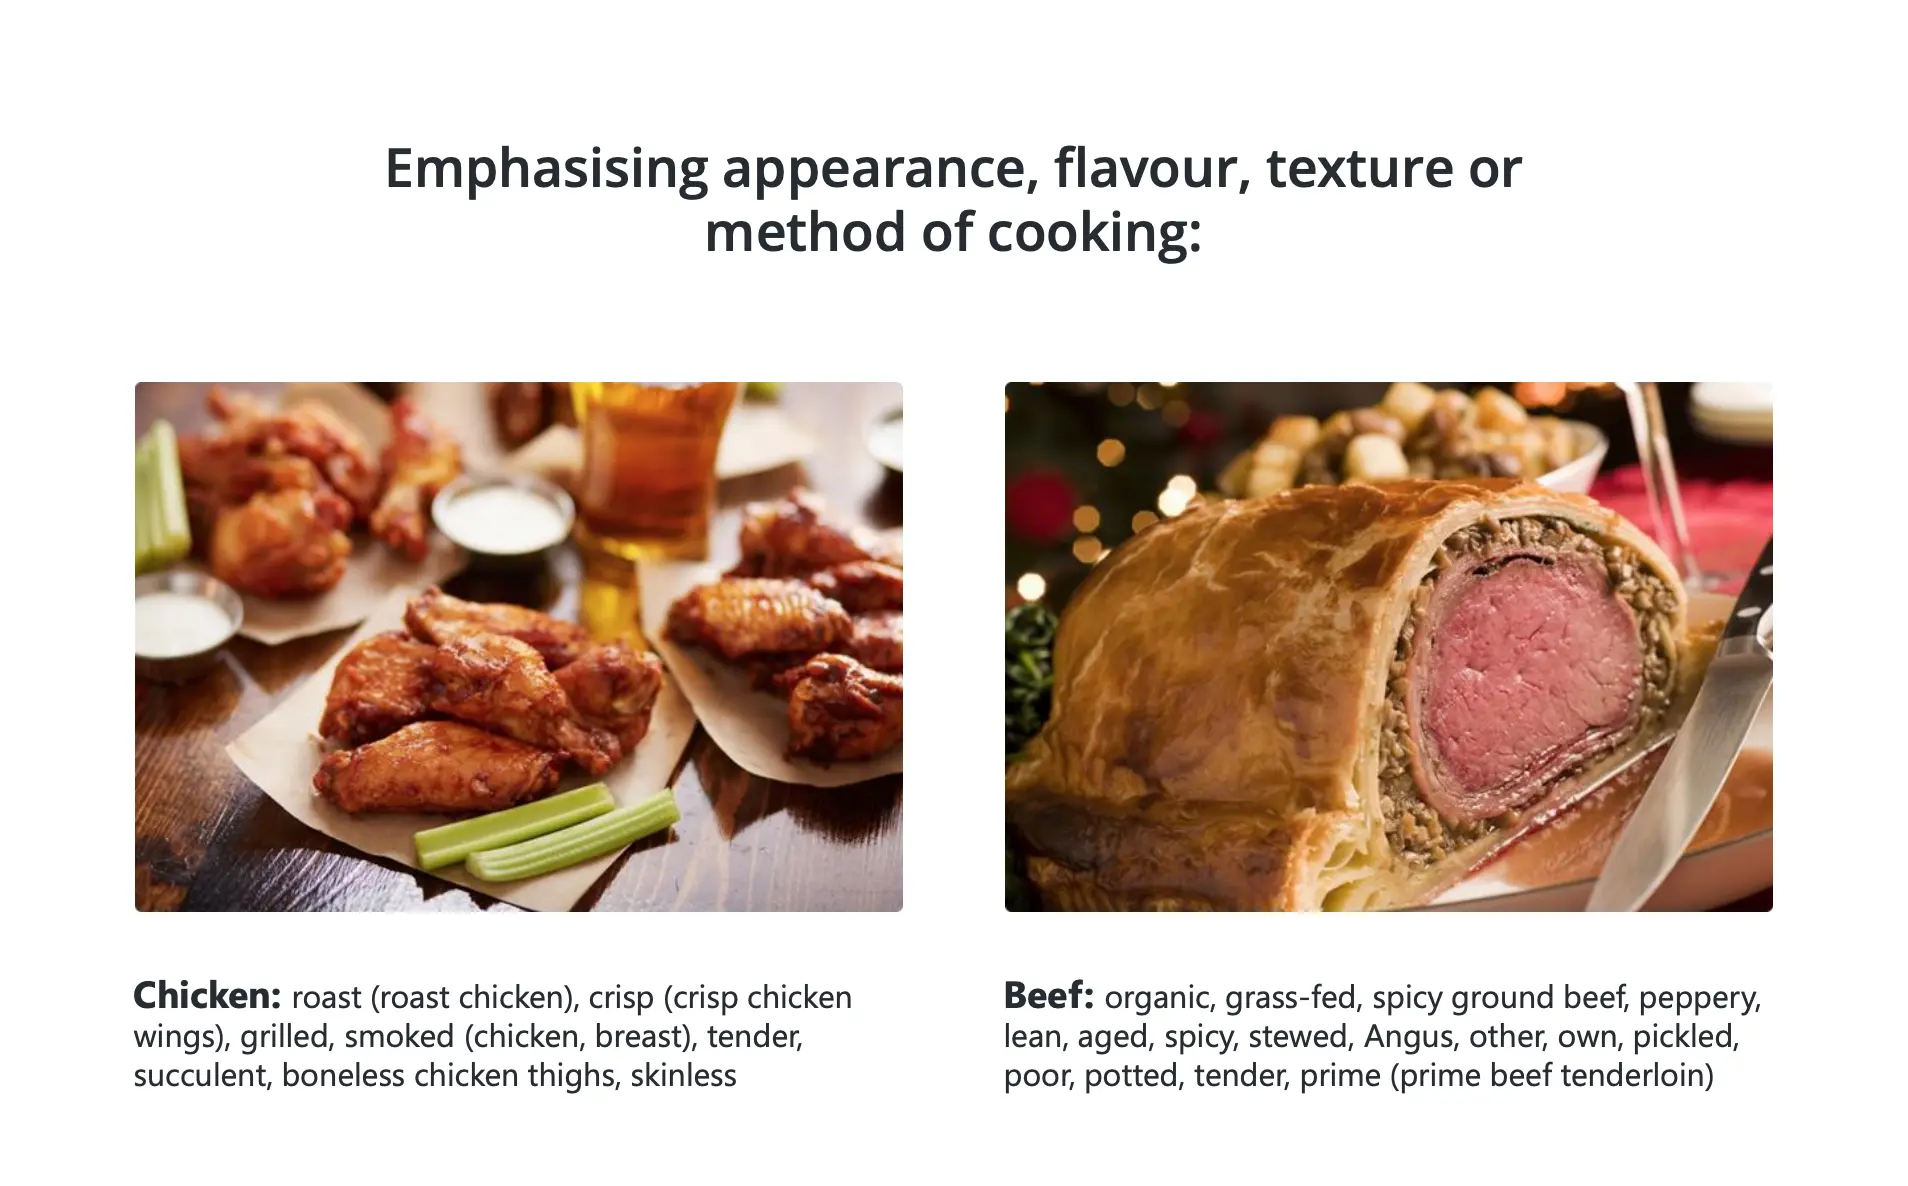 Emphasising appearance, flavour, texture or
method of cooking:
Chicken: roast (roast chicken), crisp (crisp chicken
wings), grilled, smoked (chicken, breast), tender,
succulent, boneless chicken thighs, skinless
Beef: organic, grass-fed, spicy ground beef, peppery,
lean, aged, spicy, stewed, Angus, other, own, pickled,
poor, potted, tender, prime (prime beef tenderloin)